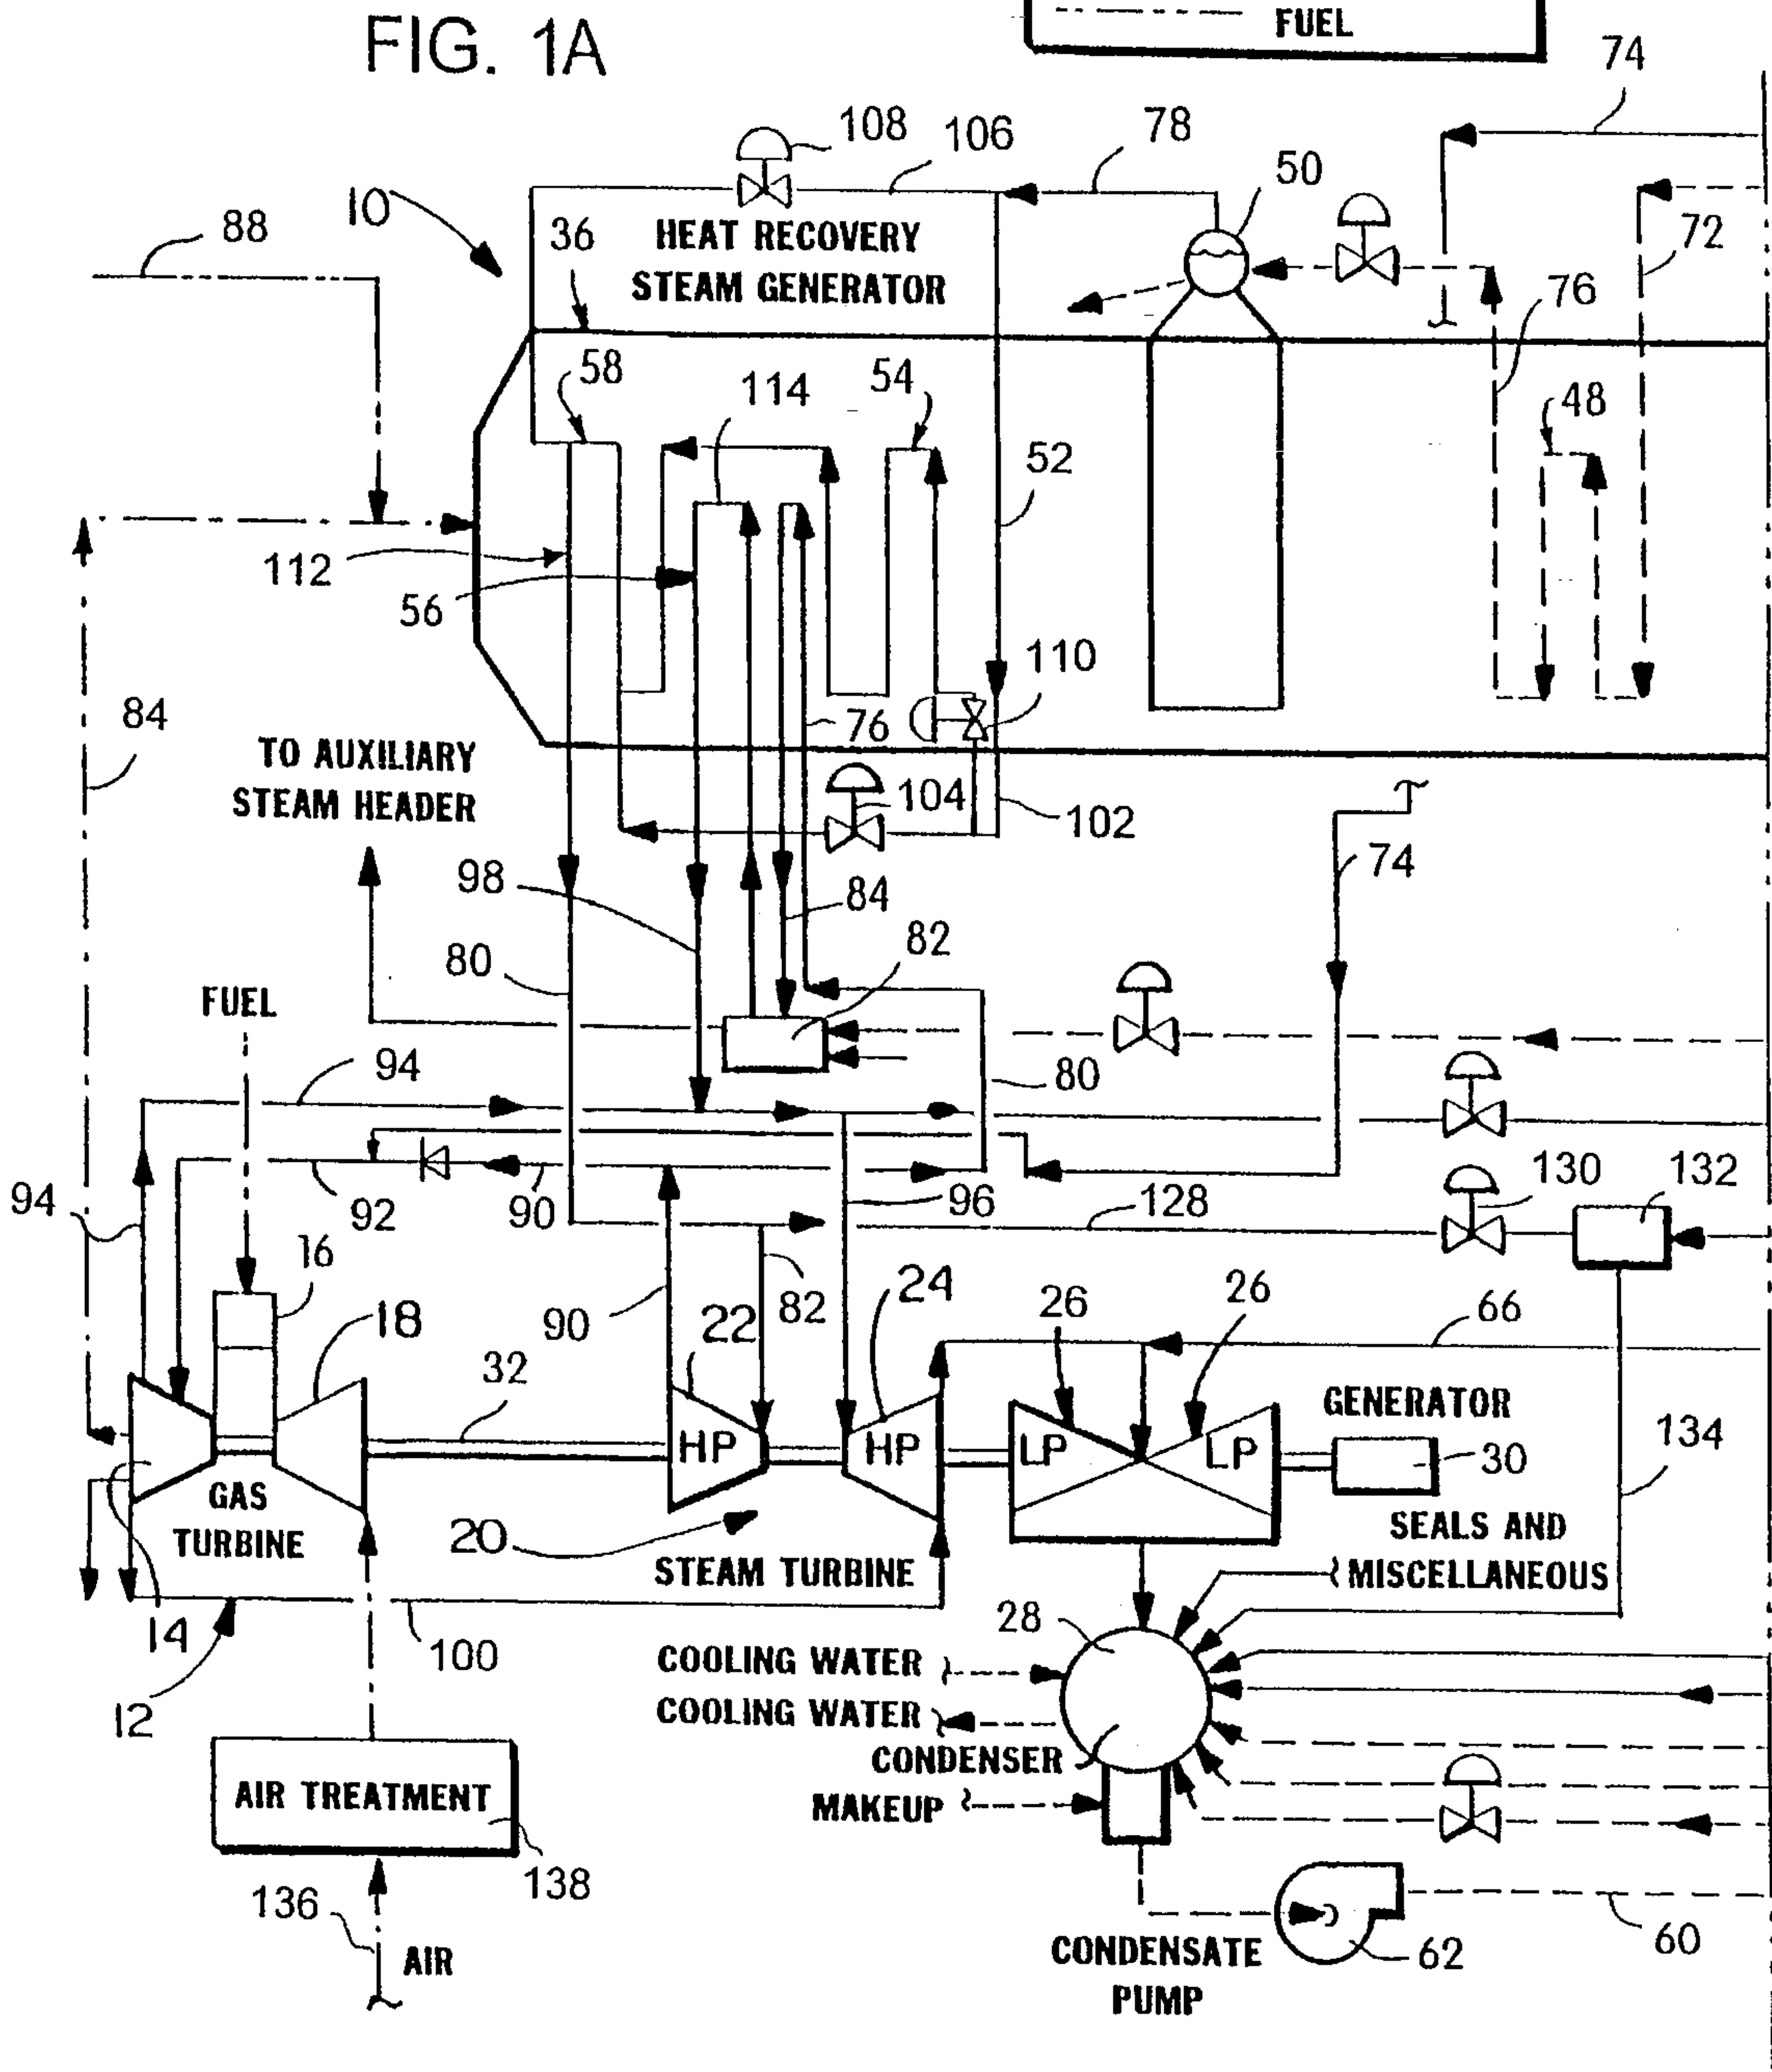 FIG. 1A
FUEL
74
108
106
78
50
10
36
HEAT RECOVERY
STEAM GENERATOR
88
72
76
58
114
54
48
52
112
56
110
84
76
TO AUXILIARY
STEAM HEADER
104
102
98
84
74
80
82
FUEL
94
80
94
92
90
96
128
130
132
16
18
90
22
82
24
26
26
66
32
GENERATOR
HP
HP
LP
LP
30
134
GAS
TURBINE
20
STEAM TURBINE
SEALS AND
MISCELLANEOUS
14
100
28
12
COOLING WATER
COOLING WATER
CONDENSER
AIR TREATMENT
MAKEUP
138
136
AIR
CONDENSATE
PUMP
62
60